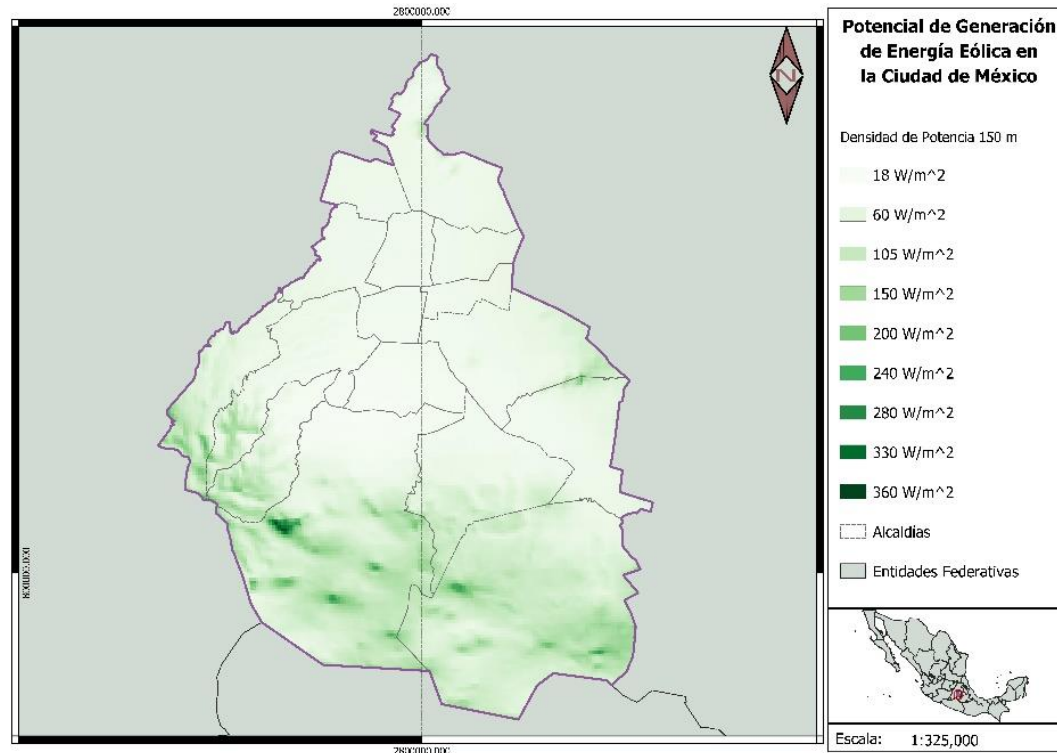 2800000.000
Potencial de Generación
de Energía Eólica en
la Ciudad de México
N
Densidad de Potencia 150 m
18 W/m^2
60 W/m^2
105 W/m^2
150 W/m^2
200 W/m^2
240 W/m^2
280 W/m^2
330 W/m^2
360 W/m^2
Alcaldías
Entidades Federativas
Escala: 1:325,000
2800000.000